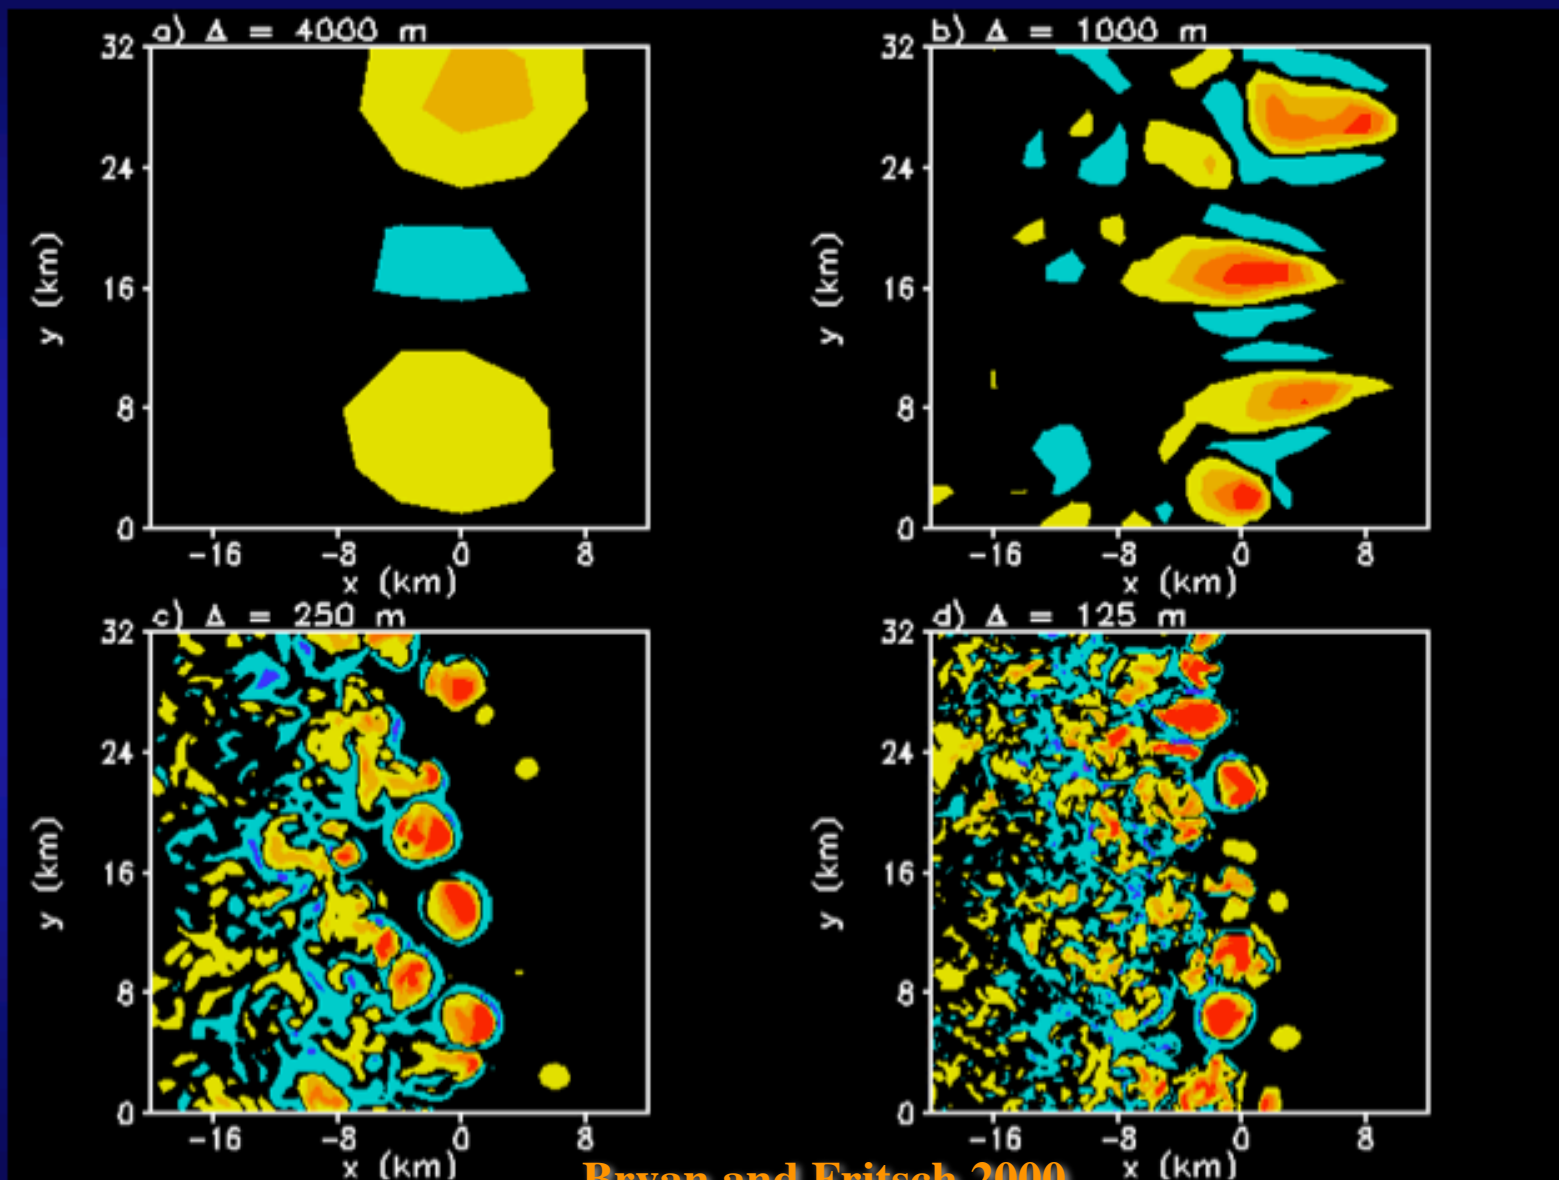 a) Δ = 4000 m
32
24
16
8
0
y (km)
-16 -8 0 8
x (km)
b) Δ = 1000 m
32
24
16
8
0
y (km)
-16 -8 0 8
x (km)
c) Δ = 250 m
32
24
16
8
0
y (km)
-16 -8 0 8
x (km)
d) Δ = 125 m
32
24
16
8
0
y (km)
-16 -8 0 8
x (km)
Bryan and Fritsch 2000